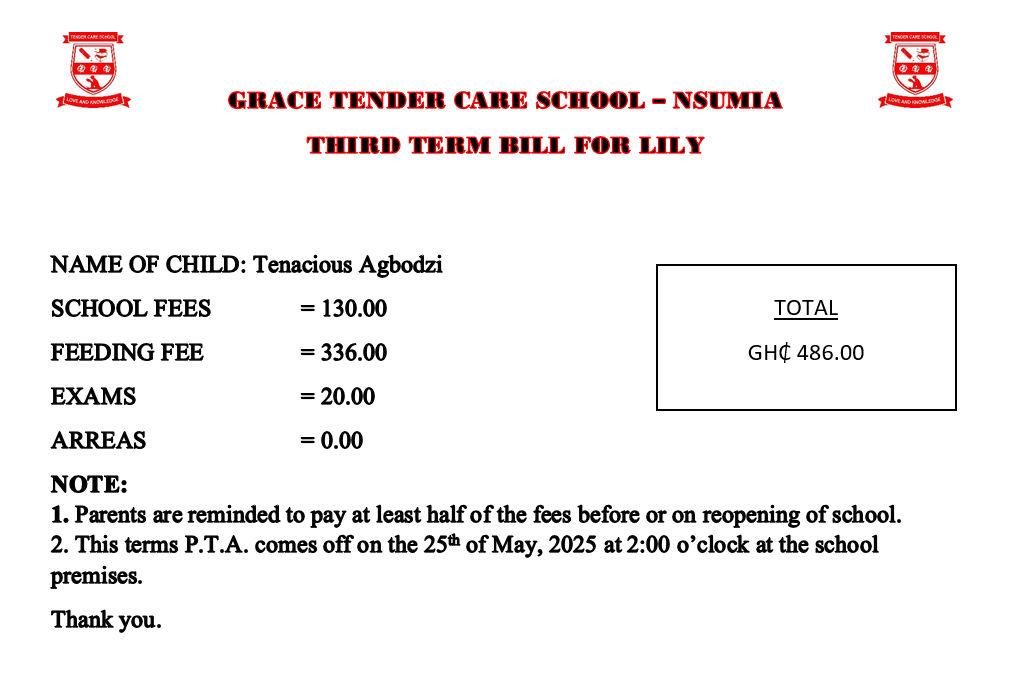 TENDER CARE SCHOOL
LOVE AND KNOWLEDGE
TENDER CARE SCHOOL
LOVE AND KNOWLEDGE
GRACE TENDER CARE SCHOOL – NSUMIA
THIRD TERM BILL FOR LILY
NAME OF CHILD: Tenacious Agbodzi
SCHOOL FEES = 130.00
FEEDING FEE = 336.00
EXAMS = 20.00
ARREAS = 0.00
TOTAL
GH₵ 486.00
NOTE:
1. Parents are reminded to pay at least half of the fees before or on reopening of school.
2. This terms P.T.A. comes off on the 25th of May, 2025 at 2:00 o’clock at the school
premises.
Thank you.